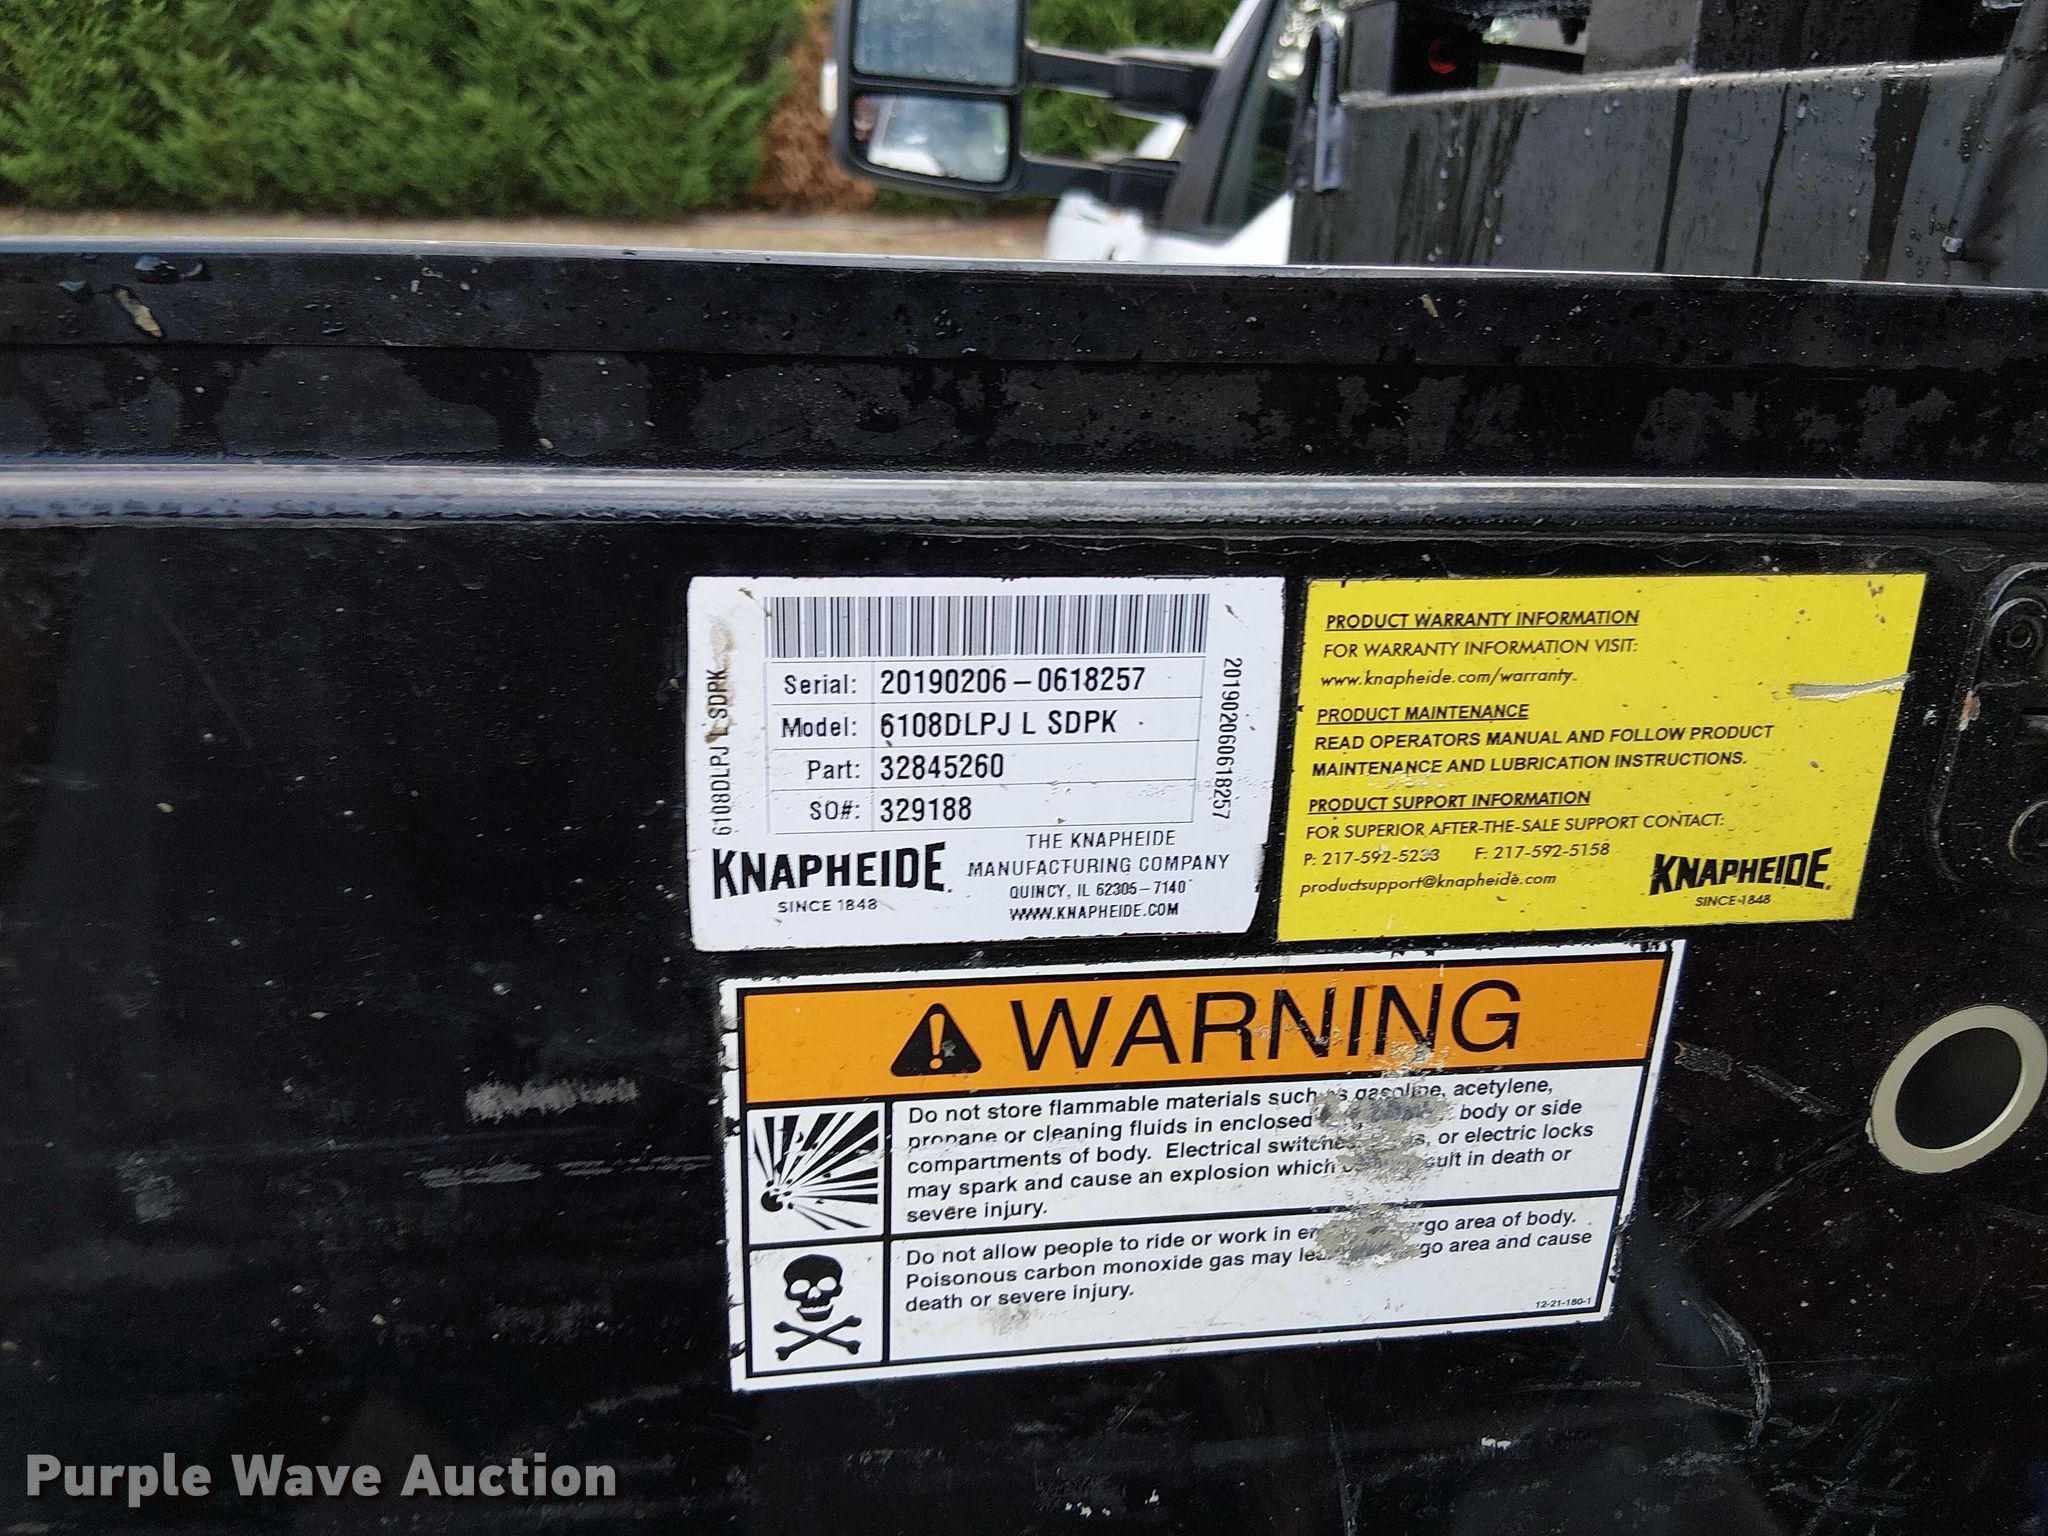 6108DLPJ L SDPK
Serial: 20190206-0618257
Model: 6108DLPJ L SDPK
Part: 32845260
SO#: 329188
201902060618257
KNAPHEIDE
SINCE 1848
THE KNAPHEIDE
MANUFACTURING COMPANY
QUINCY, IL 62305-7140
WWW.KNAPHEIDE.COM
PRODUCT WARRANTY INFORMATION
FOR WARRANTY INFORMATION VISIT:
www.knapheide.com/warranty.
PRODUCT MAINTENANCE
READ OPERATORS MANUAL AND FOLLOW PRODUCT
MAINTENANCE AND LUBRICATION INSTRUCTIONS.
PRODUCT SUPPORT INFORMATION
FOR SUPERIOR AFTER-THE-SALE SUPPORT CONTACT:
P: 217-592-5233 F: 217-592-5158
productsupport@knapheide.com
KNAPHEIDE.
SINCE 1848
WARNING
Do not store flammable materials such as gasoline, acetylene,
propane or cleaning fluids in enclosed body or side
compartments of body. Electrical switches, or electric locks
may spark and cause an explosion which in death or
severe injury.
Do not allow people to ride or work in area of body.
Poisonous carbon monoxide gas may area and cause
death or severe injury.
12-21-180-1
Purple Wave Auction